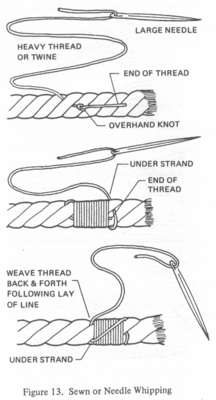 LARGE NEEDLE
HEAVY THREAD
OR TWINE
END OF THREAD
OVERHAND KNOT
UNDER STRAND
END OF
THREAD
WEAVE THREAD
BACK & FORTH
FOLLOWING LAY
OF LINE
UNDER STRAND
Figure 13. Sewn or Needle Whipping